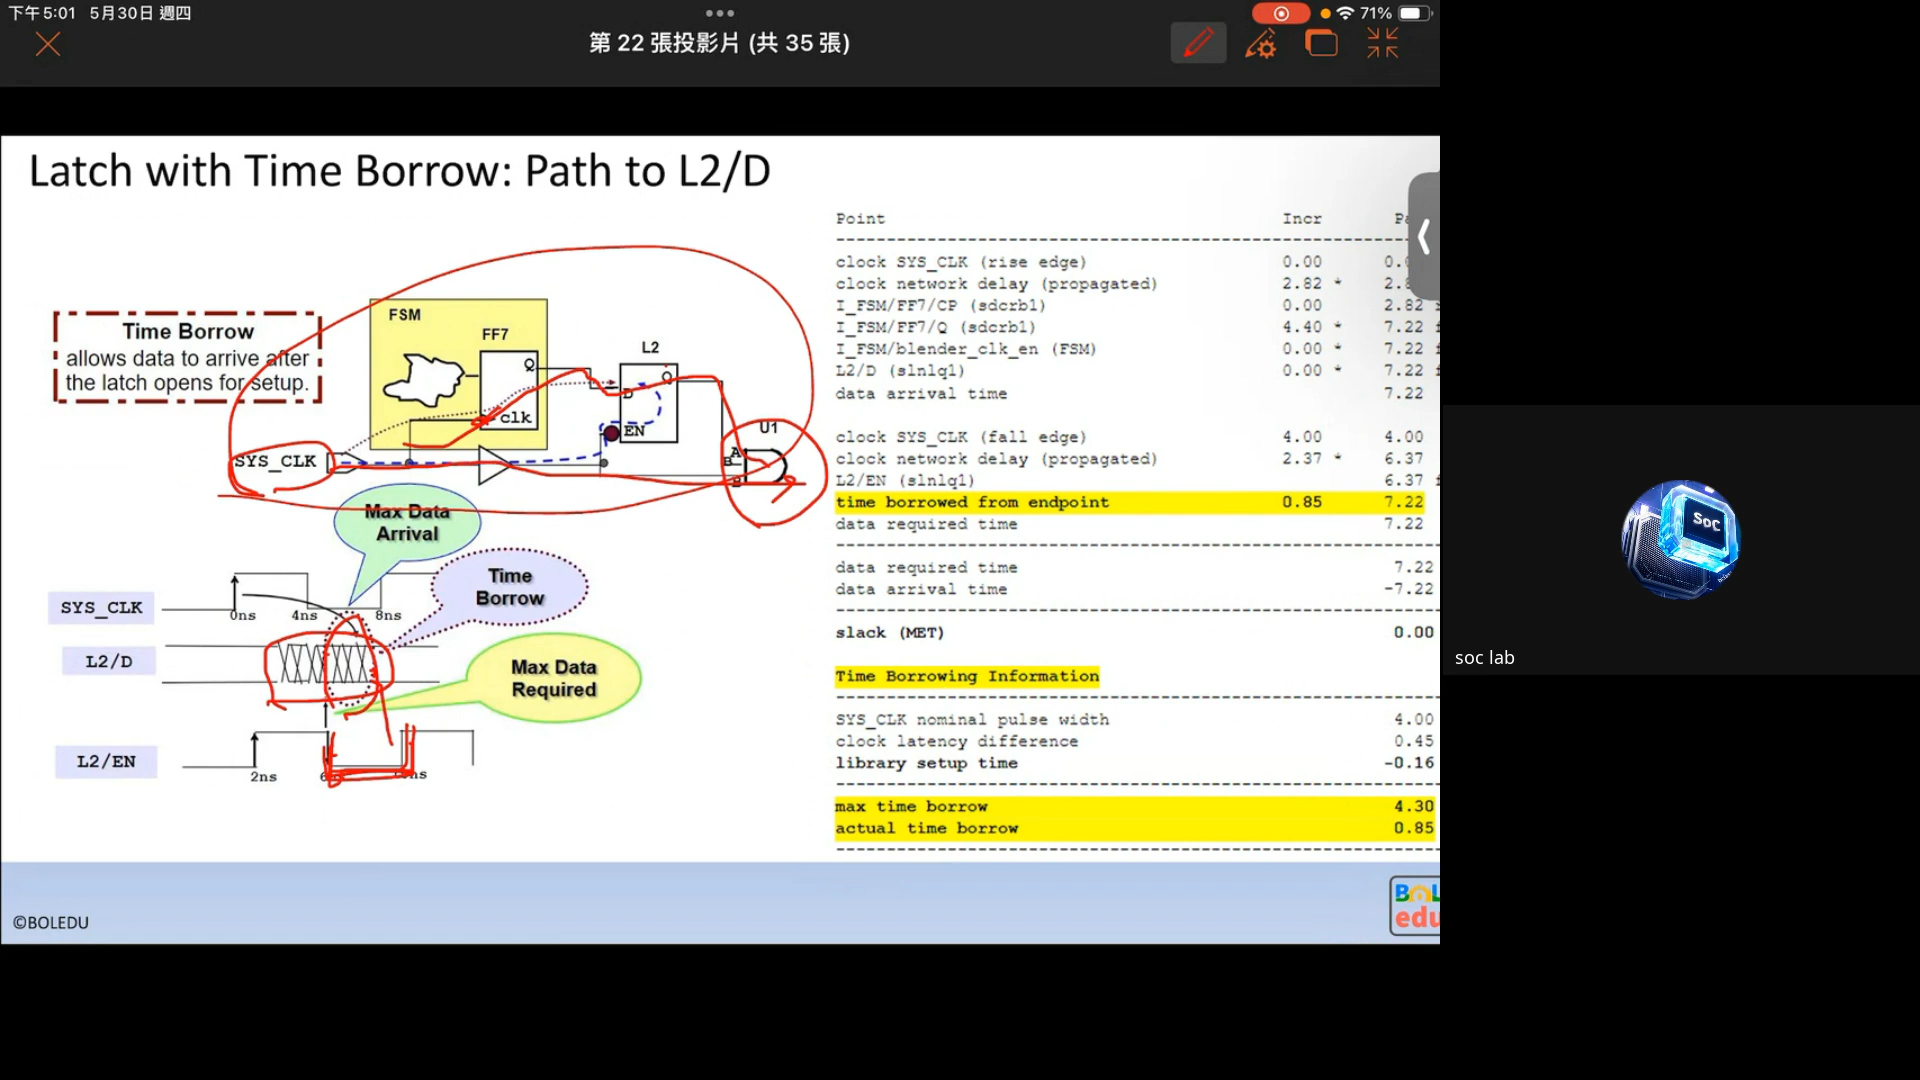 下午5:01 5月30日 週四
71%
第 22 張投影片 (共 35 張)
Latch with Time Borrow: Path to L2/D
Time Borrow
allows data to arrive after
the latch opens for setup.
FSM
FF7
Q
clk
L2
Q
D
EN
U1
A
B
SYS_CLK
Max Data
Arrival
Time
Borrow
Max Data
Required
SYS_CLK
0ns 4ns 8ns
L2/D
L2/EN
2ns
Point Incr
clock SYS_CLK (rise edge) 0.00
clock network delay (propagated) 2.82 *
I_FSM/FF7/CP (sdcrb1) 0.00 2.82
I_FSM/FF7/Q (sdcrb1) 4.40 * 7.22
I_FSM/blender_clk_en (FSM) 0.00 * 7.22
L2/D (slnlq1) 0.00 * 7.22
data arrival time 7.22
clock SYS_CLK (fall edge) 4.00 4.00
clock network delay (propagated) 2.37 * 6.37
L2/EN (slnlq1) 6.37
time borrowed from endpoint 0.85 7.22
data required time 7.22
data required time 7.22
data arrival time -7.22
slack (MET) 0.00
Time Borrowing Information
SYS_CLK nominal pulse width 4.00
clock latency difference 0.45
library setup time -0.16
max time borrow 4.30
actual time borrow 0.85
©BOLEDU
edu
SoC
soc lab